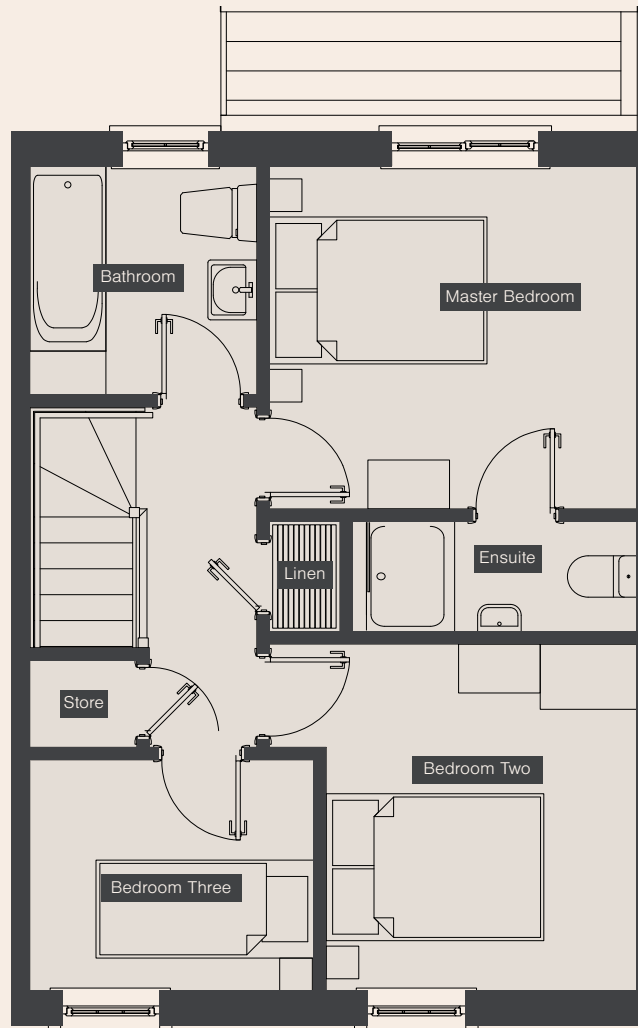 Bathroom
Master Bedroom
Ensuite
Linen
Store
Bedroom Two
Bedroom Three